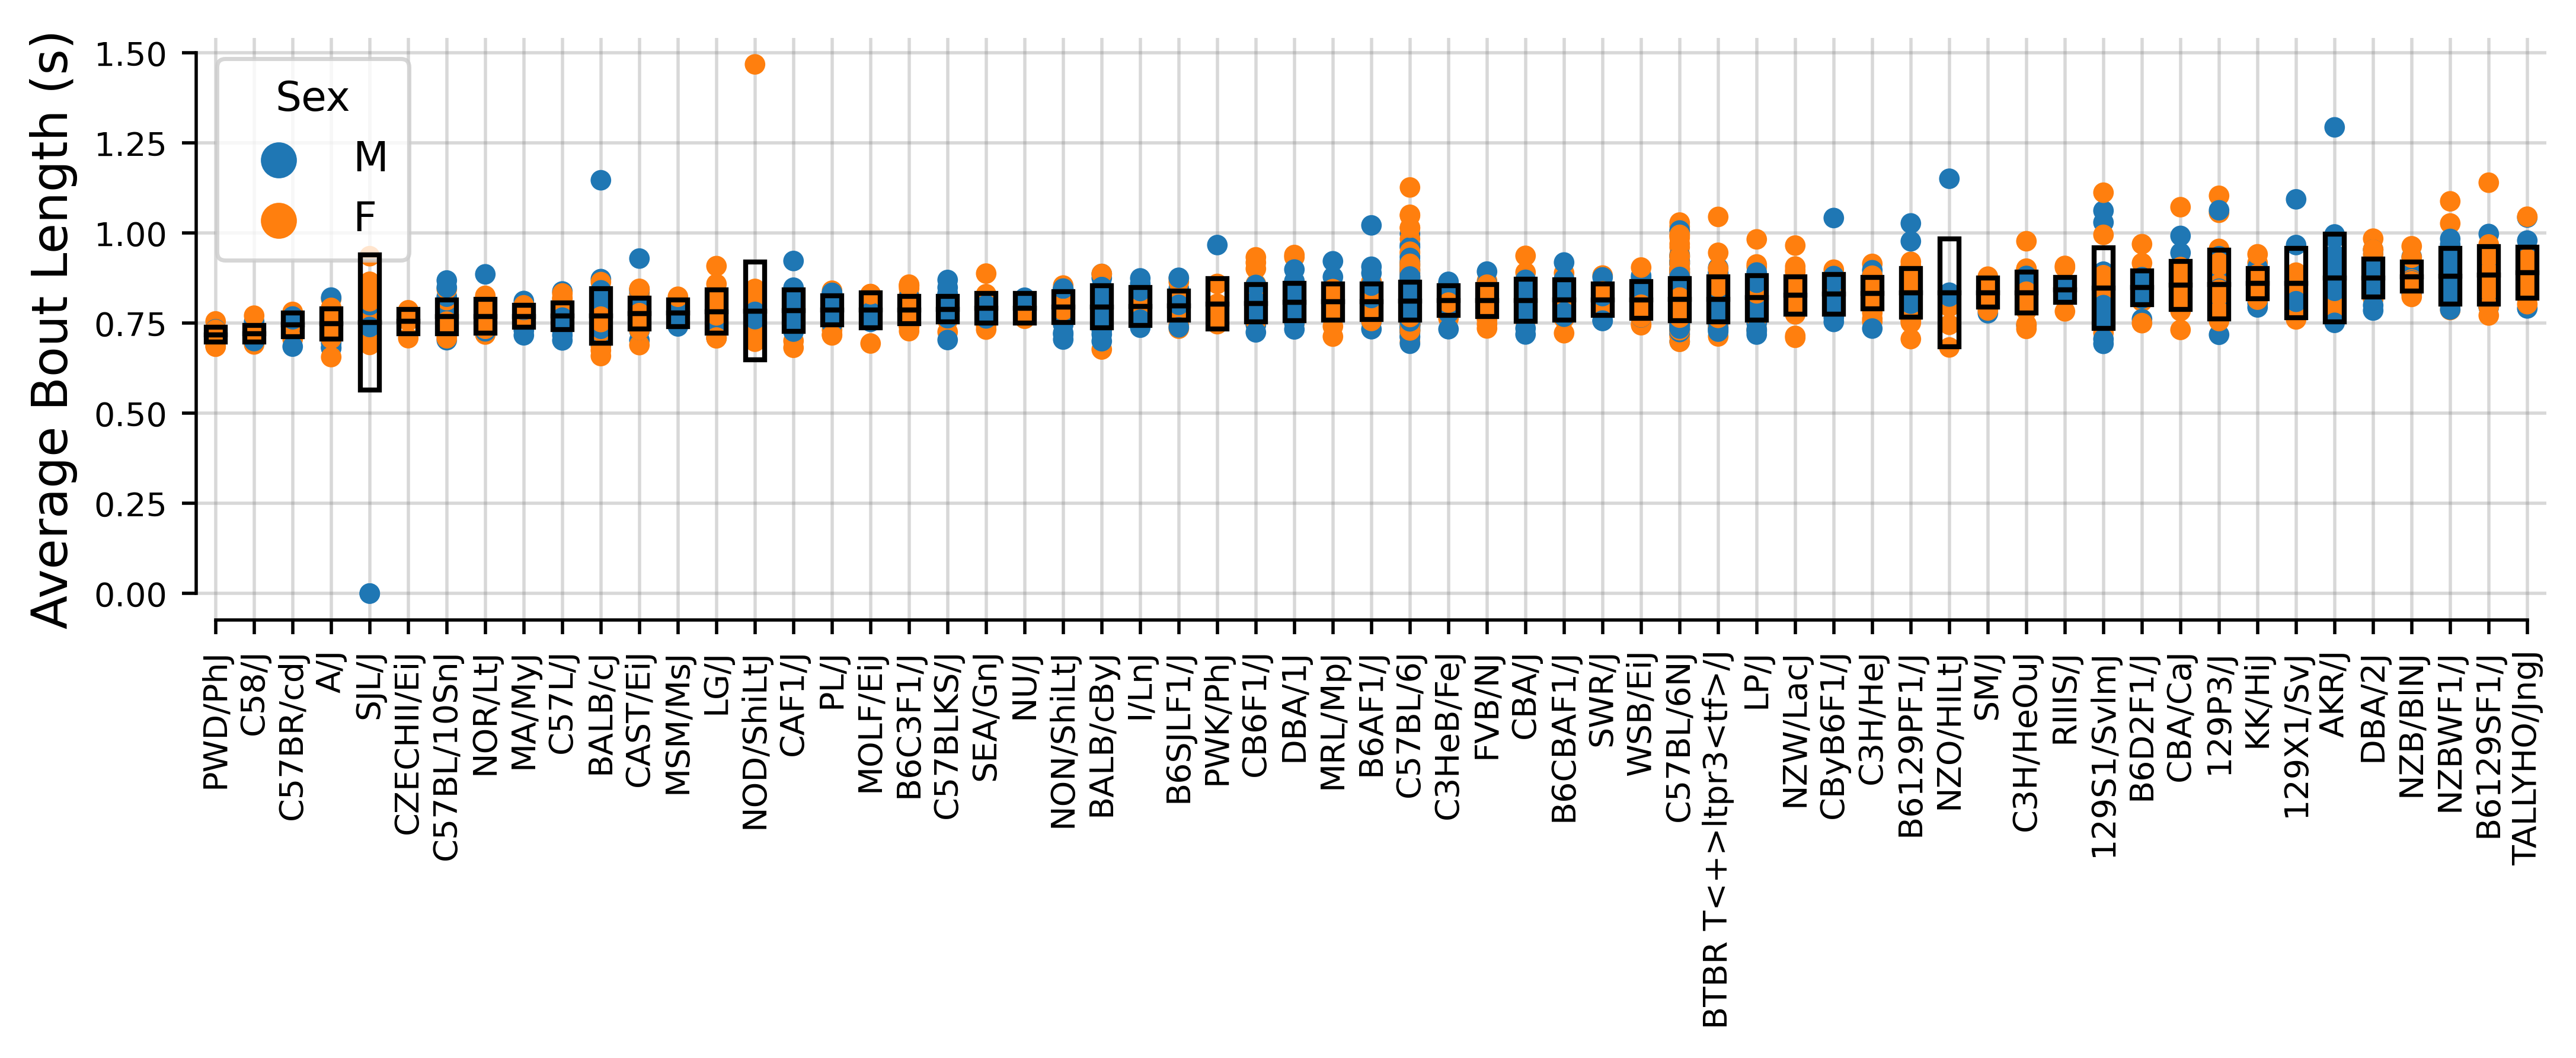 Average Bout Length (s)
1.50
1.25
1.00
0.75
0.50
0.25
0.00
Sex
M
F
PWD/PhJ
C58/J
C57BR/cdJ
A/J
SJL/J
CZECHII/EiJ
C57BL/10SnJ
NOR/LtJ
MA/MyJ
C57L/J
BALB/cJ
CAST/EiJ
MSM/MsJ
LG/J
NOD/ShiLtJ
CAF1/J
PL/J
MOLF/EiJ
B6C3F1/J
C57BLKS/J
SEA/GnJ
NU/J
NON/ShiLtJ
BALB/cByJ
I/LnJ
B6SJLF1/J
PWK/PhJ
CB6F1/J
DBA/1J
MRL/MpJ
B6AF1/J
C57BL/6J
C3HeB/FeJ
FVB/NJ
CBA/J
B6CBAF1/J
SWR/J
WSB/EiJ
C57BL/6NJ
BTBR T<+>ltpr3<tf>/J
LP/J
NZW/LacJ
CByB6F1/J
C3H/HeJ
B6129PF1/J
NZO/HILtJ
SM/J
C3H/HeOuJ
RIIIS/J
129S1/SvImJ
B6D2F1/J
CBA/CaJ
129P3/J
KK/HiJ
129X1/SvJ
AKR/J
DBA/2J
NZB/BINJ
NZBWF1/J
B6129SF1/J
TALLYHO/JngJ